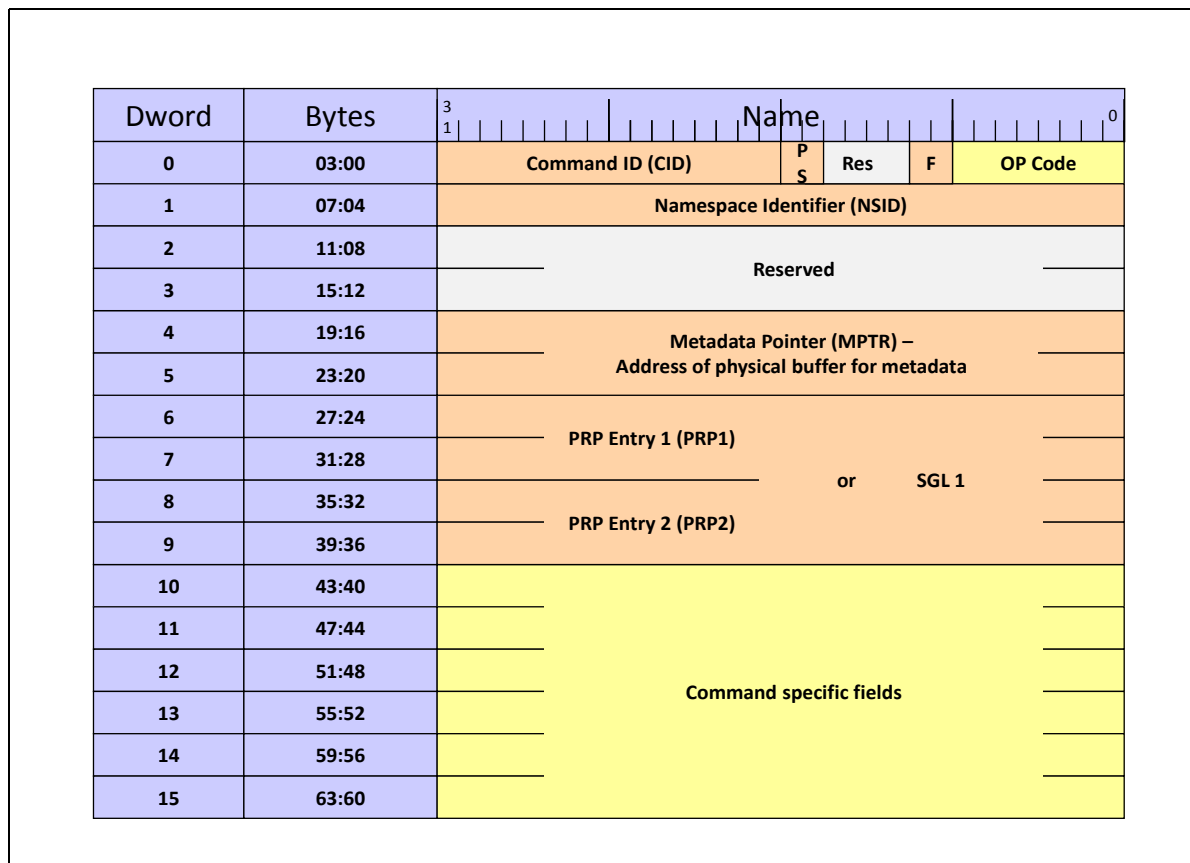 Dword Bytes 3 1 Name 0
0 03:00 Command ID (CID) P S Res F OP Code
1 07:04 Namespace Identifier (NSID)
2 11:08
Reserved
3 15:12
4 19:16 Metadata Pointer (MPTR) –
5 23:20 Address of physical buffer for metadata
6 27:24
PRP Entry 1 (PRP1)
7 31:28
or SGL 1
8 35:32
PRP Entry 2 (PRP2)
9 39:36
10 43:40
11 47:44
12 51:48
Command specific fields
13 55:52
14 59:56
15 63:60